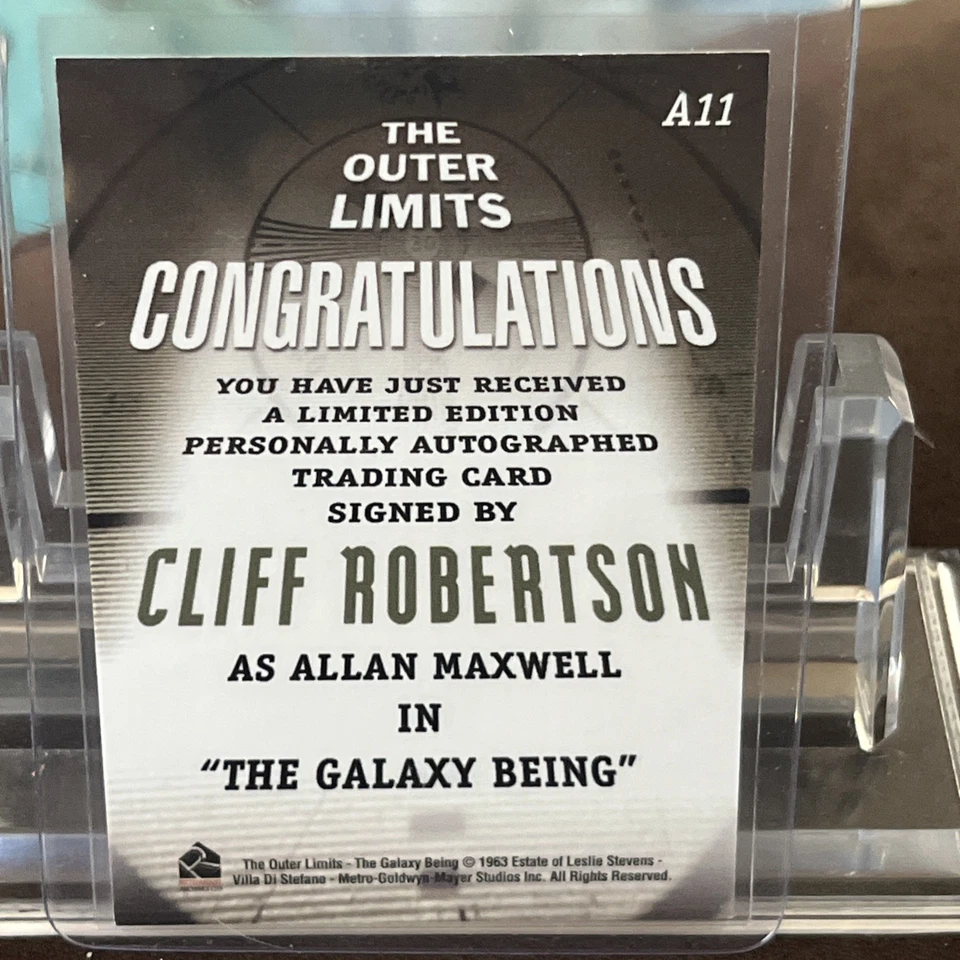 A11
THE
OUTER
LIMITS
CONGRATULATIONS
YOU HAVE JUST RECEIVED
A LIMITED EDITION
PERSONALLY AUTOGRAPHED
TRADING CARD
SIGNED BY
CLIFF ROBERTSON
AS ALLAN MAXWELL
IN
“THE GALAXY BEING”
The Outer Limits - The Galaxy Being © 1963 Estate of Leslie Stevens -
Villa Di Stefano - Metro-Goldwyn-Mayer Studios Inc. All Rights Reserved.